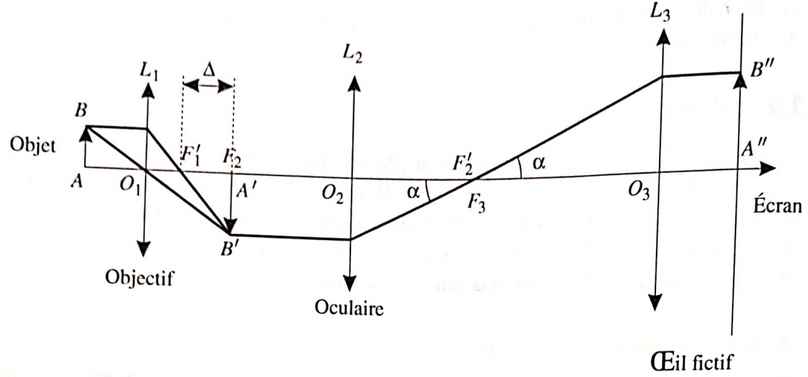 L₃
L₂
L₁
Δ
B
B″
Objet
F′₁
F₂
F′₂
α
A″
A
O₁
A′
O₂
α
F₃
O₃
Écran
B′
Objectif
Oculaire
Œil fictif